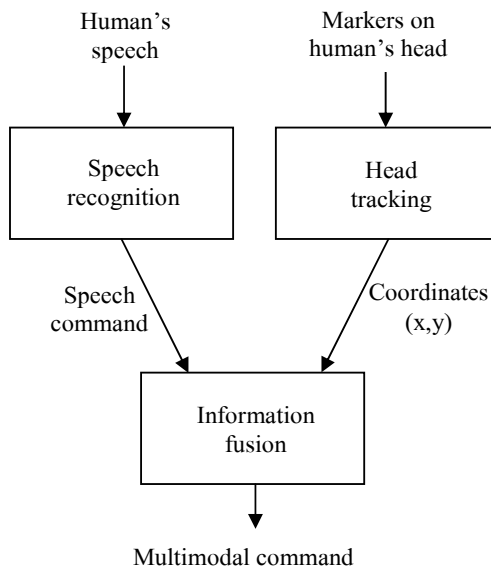 Human's
speech
Markers on
human's head
Speech
recognition
Head
tracking
Speech
command
Coordinates
(x,y)
Information
fusion
Multimodal command